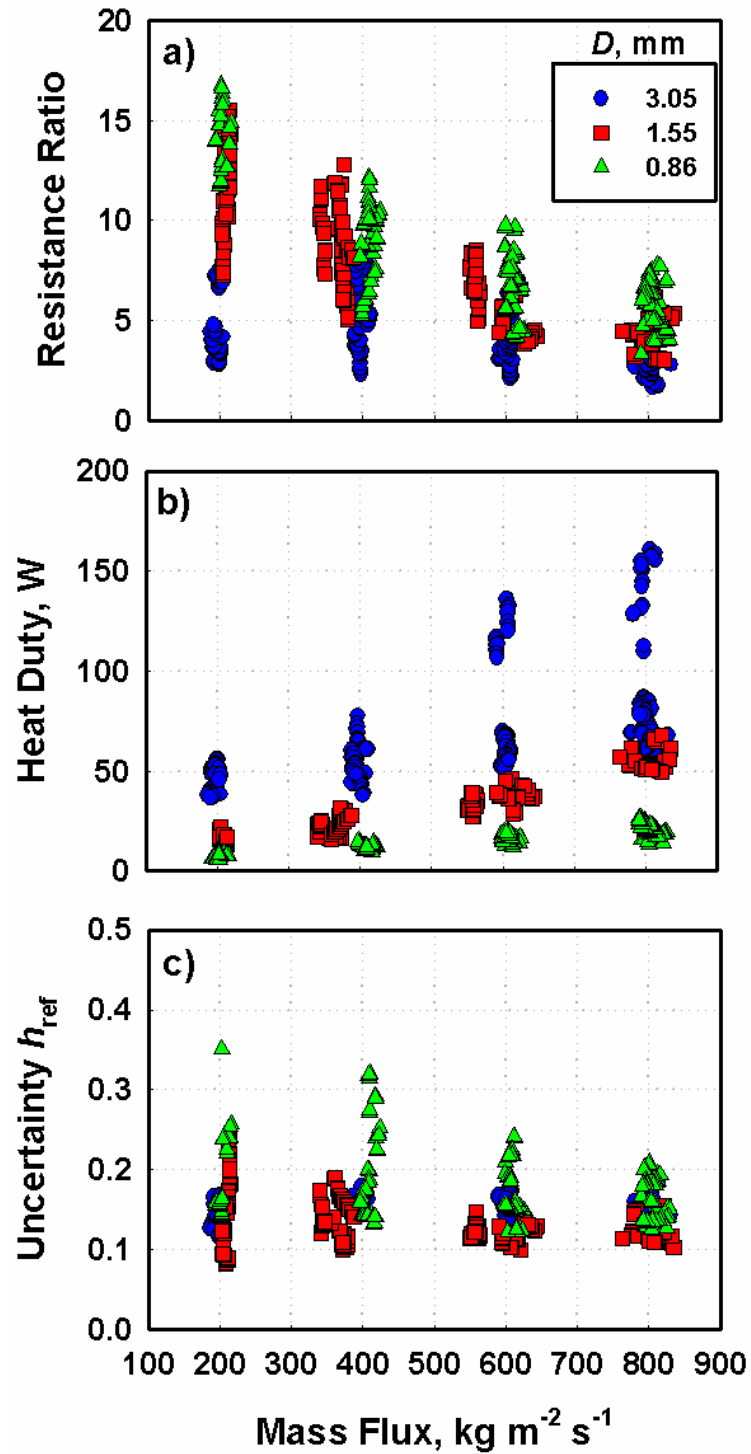 20
a)
D, mm
3.05
1.55
0.86
15
10
5
0
Resistance Ratio
200
b)
150
100
50
0
Heat Duty, W
0.5
c)
0.4
0.3
0.2
0.1
0.0
Uncertainty h_ref
100 200 300 400 500 600 700 800 900
Mass Flux, kg m⁻² s⁻¹